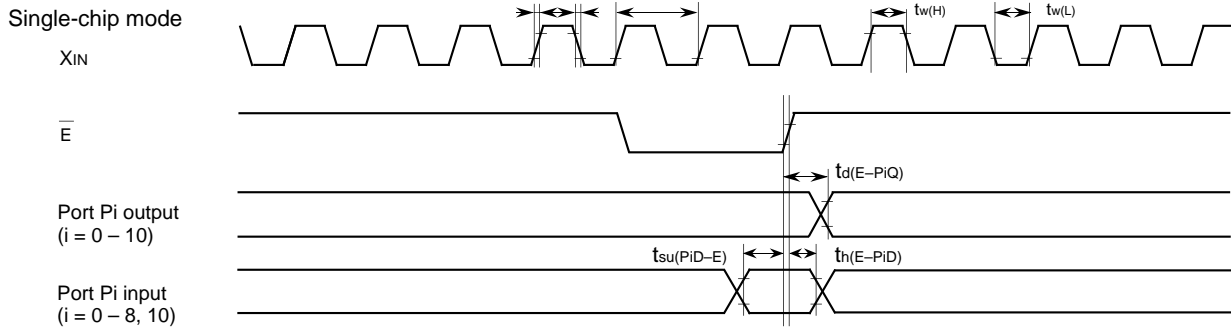 Single-chip mode
XIN
tw(H)
tw(L)
E
td(E–PiQ)
Port Pi output
(i = 0 – 10)
tsu(PiD–E)
th(E–PiD)
Port Pi input
(i = 0 – 8, 10)